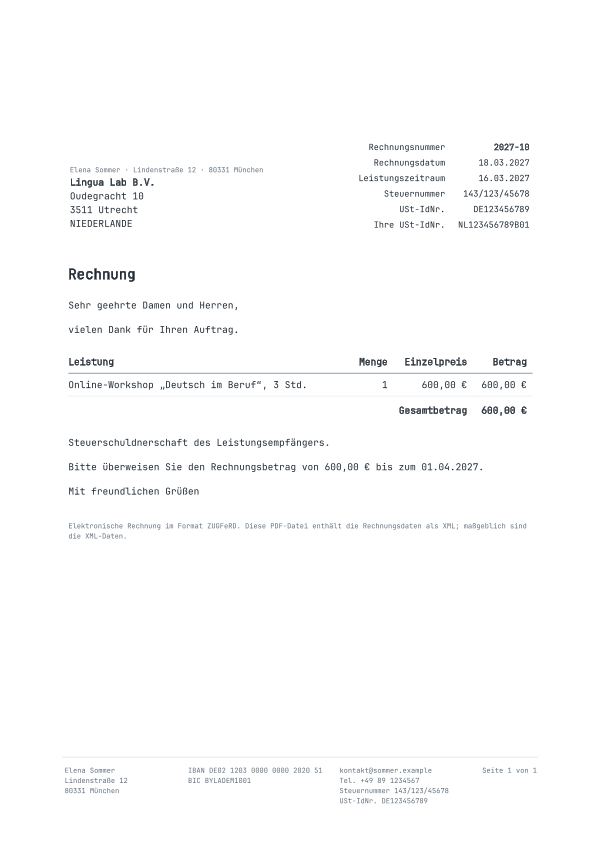 Rechnungsnummer 2027-10
Rechnungsdatum 18.03.2027
Leistungszeitraum 16.03.2027
Steuernummer 143/123/45678
USt-IdNr. DE123456789
Ihre USt-IdNr. NL123456789B01
Elena Sommer · Lindenstraße 12 · 80331 München
Lingua Lab B.V.
Oudegracht 10
3511 Utrecht
NIEDERLANDE
Rechnung
Sehr geehrte Damen und Herren,
vielen Dank für Ihren Auftrag.
Leistung Menge Einzelpreis Betrag
Online-Workshop „Deutsch im Beruf“, 3 Std. 1 600,00 € 600,00 €
Gesamtbetrag 600,00 €
Steuerschuldnerschaft des Leistungsempfängers.
Bitte überweisen Sie den Rechnungsbetrag von 600,00 € bis zum 01.04.2027.
Mit freundlichen Grüßen
Elektronische Rechnung im Format ZUGFeRD. Diese PDF-Datei enthält die Rechnungsdaten als XML; maßgeblich sind
die XML-Daten.
Elena Sommer
Lindenstraße 12
80331 München
IBAN DE02 1203 0000 0000 2020 51
BIC BYLADEM1001
kontakt@sommer.example
Tel. +49 89 1234567
Steuernummer 143/123/45678
USt-IdNr. DE123456789
Seite 1 von 1